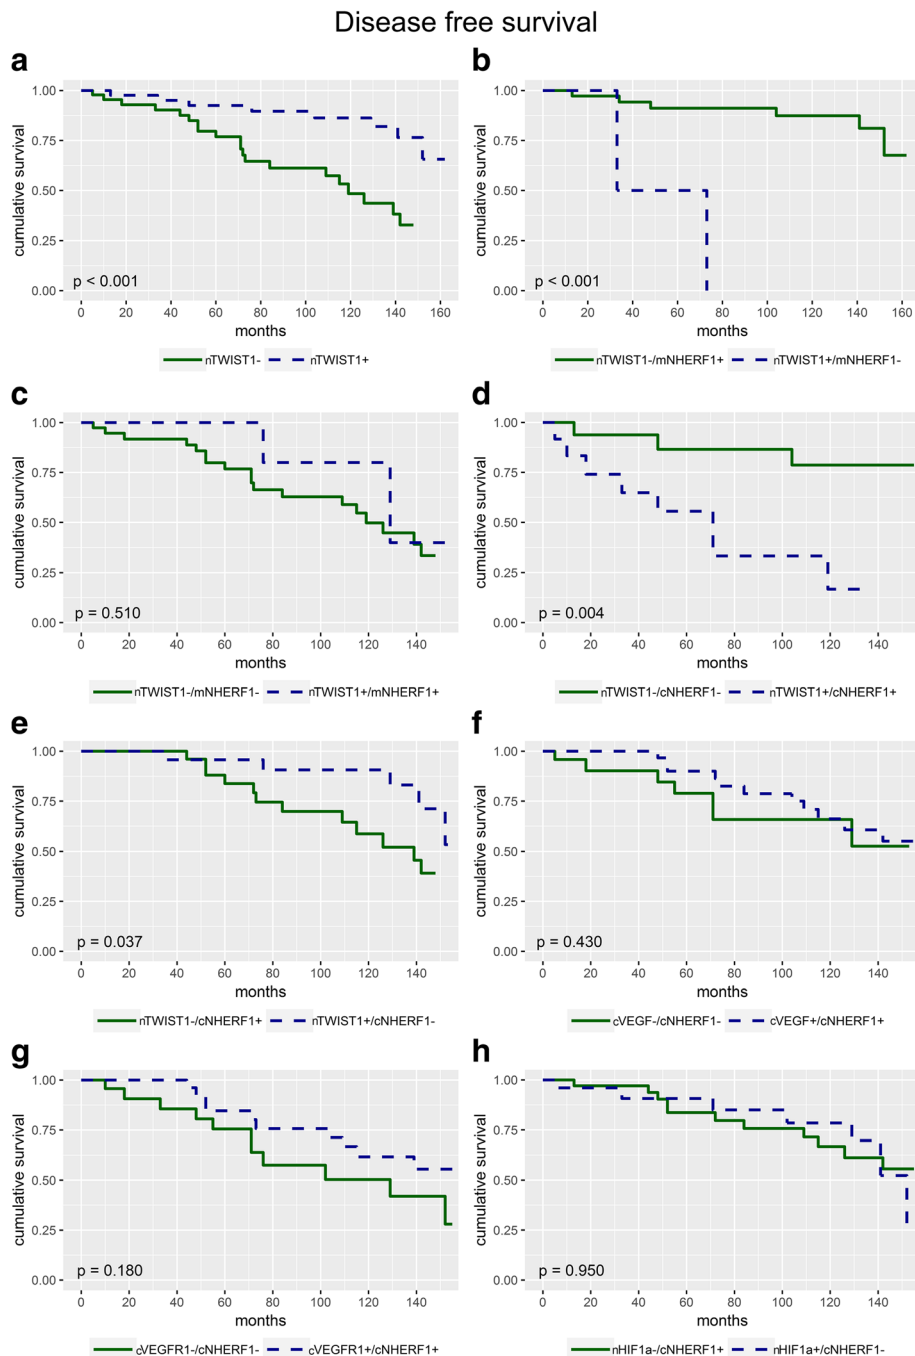 Disease free survival
a
b
1.00
0.75
0.50
0.25
0.00
cumulative survival
p < 0.001
0 20 40 60 80 100 120 140 160
months
nTWIST1- nTWIST1+
1.00
0.75
0.50
0.25
0.00
cumulative survival
p < 0.001
0 20 40 60 80 100 120 140 160
months
nTWIST1-/mNHERF1+ nTWIST1+/mNHERF1-
c
d
1.00
0.75
0.50
0.25
0.00
cumulative survival
p = 0.510
0 20 40 60 80 100 120 140
months
nTWIST1-/mNHERF1- nTWIST1+/mNHERF1+
1.00
0.75
0.50
0.25
0.00
cumulative survival
p = 0.004
0 20 40 60 80 100 120 140
months
nTWIST1-/cNHERF1- nTWIST1+/cNHERF1+
e
f
1.00
0.75
0.50
0.25
0.00
cumulative survival
p = 0.037
0 20 40 60 80 100 120 140
months
nTWIST1-/cNHERF1+ nTWIST1+/cNHERF1-
1.00
0.75
0.50
0.25
0.00
cumulative survival
p = 0.430
0 20 40 60 80 100 120 140
months
cVEGF-/cNHERF1- cVEGF+/cNHERF1+
g
h
1.00
0.75
0.50
0.25
0.00
cumulative survival
p = 0.180
0 20 40 60 80 100 120 140
months
cVEGFR1-/cNHERF1- cVEGFR1+/cNHERF1+
1.00
0.75
0.50
0.25
0.00
cumulative survival
p = 0.950
0 20 40 60 80 100 120 140
months
nHIF1a-/cNHERF1+ nHIF1a+/cNHERF1-